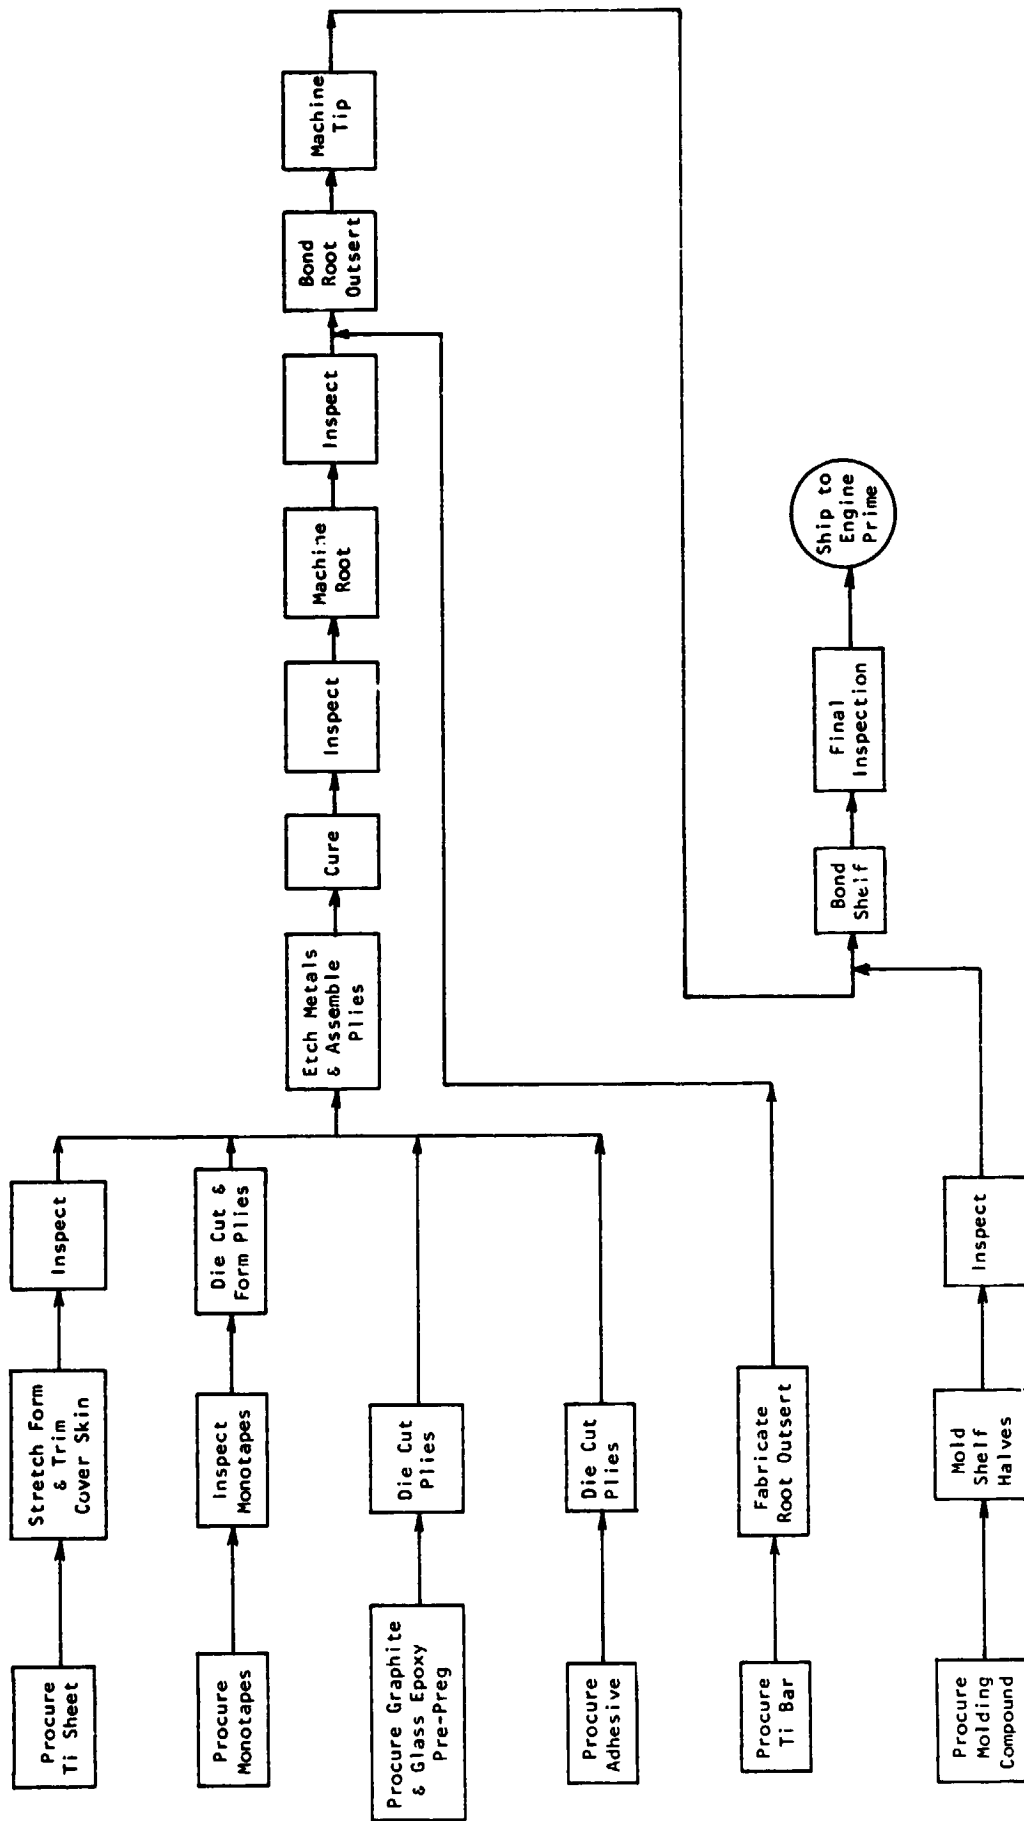 Procure
Ti Sheet
Stretch Form
& Trim
Cover Skin
Inspect
Procure
Monotapes
Inspect
Monotapes
Die Cut &
Form Plies
Procure Graphite
& Glass Epoxy
Pre-Preg
Die Cut
Plies
Procure
Adhesive
Die Cut
Plies
Etch Metals
& Assemble
Plies
Cure
Inspect
Machine
Root
Inspect
Bond
Root
Outsert
Machine
Tip
Procure
Ti Bar
Fabricate
Root Outsert
Procure
Molding
Compound
Mold
Shelf
Halves
Inspect
Bond
Shelf
Final
Inspection
Ship to
Engine
Prime